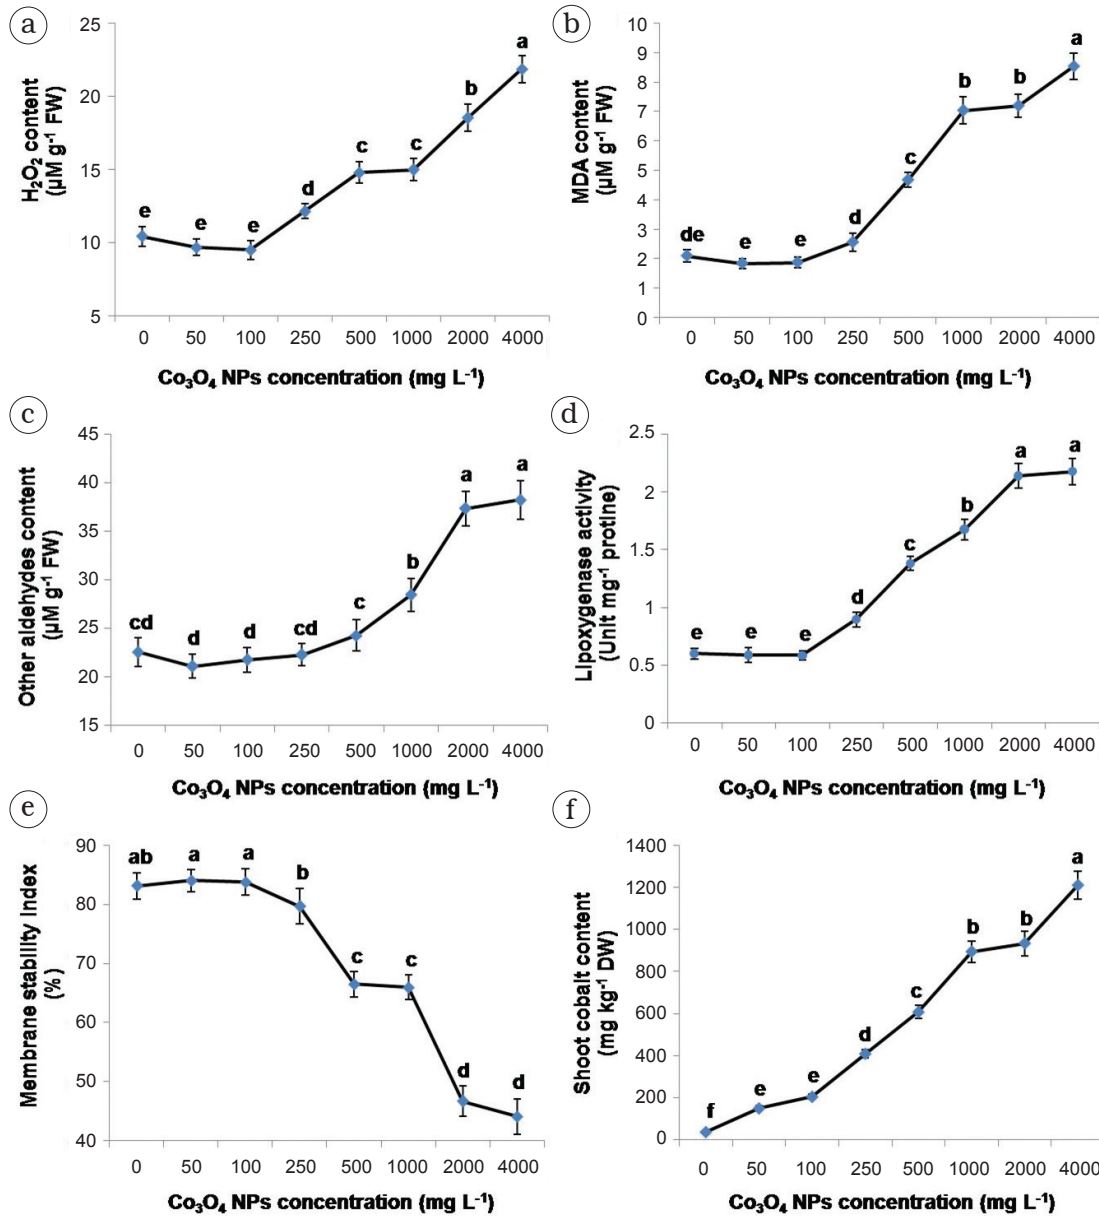 a
H₂O₂ content
(µM g⁻¹ FW)
25
20
15
10
5
e
e
e
d
c
c
b
a
0 50 100 250 500 1000 2000 4000
Co₃O₄ NPs concentration (mg L⁻¹)
b
MDA content
(µM g⁻¹ FW)
10
9
8
7
6
5
4
3
2
1
0
de
e
e
d
c
b
b
a
0 50 100 250 500 1000 2000 4000
Co₃O₄ NPs concentration (mg L⁻¹)
c
Other aldehydes content
(µM g⁻¹ FW)
45
40
35
30
25
20
15
cd
d
d
cd
c
b
a
a
0 50 100 250 500 1000 2000 4000
Co₃O₄ NPs concentration (mg L⁻¹)
d
Lipoxygenase activity
(Unit mg⁻¹ protine)
2.5
2
1.5
1
0.5
0
e
e
e
d
c
b
a
a
0 50 100 250 500 1000 2000 4000
Co₃O₄ NPs concentration (mg L⁻¹)
e
Membrane stability index
(%)
90
80
70
60
50
40
ab
a
a
b
c
c
d
d
0 50 100 250 500 1000 2000 4000
Co₃O₄ NPs concentration (mg L⁻¹)
f
Shoot cobalt content
(mg kg⁻¹ DW)
1400
1200
1000
800
600
400
200
0
f
e
e
d
c
b
b
a
0 50 100 250 500 1000 2000 4000
Co₃O₄ NPs concentration (mg L⁻¹)